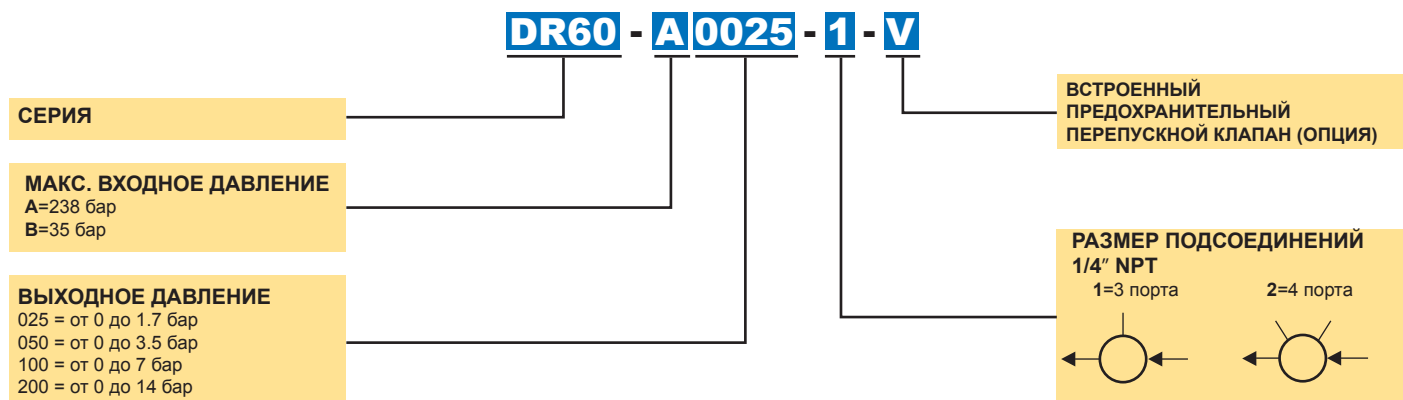 DR60 - A 0025 - 1 - V
СЕРИЯ
МАКС. ВХОДНОЕ ДАВЛЕНИЕ
A=238 бар
B=35 бар
ВЫХОДНОЕ ДАВЛЕНИЕ
025 = от 0 до 1.7 бар
050 = от 0 до 3.5 бар
100 = от 0 до 7 бар
200 = от 0 до 14 бар
ВСТРОЕННЫЙ
ПРЕДОХРАНИТЕЛЬНЫЙ
ПЕРЕПУСКНОЙ КЛАПАН (ОПЦИЯ)
РАЗМЕР ПОДСОЕДИНЕНИЙ
1/4″ NPT
1=3 порта 2=4 порта